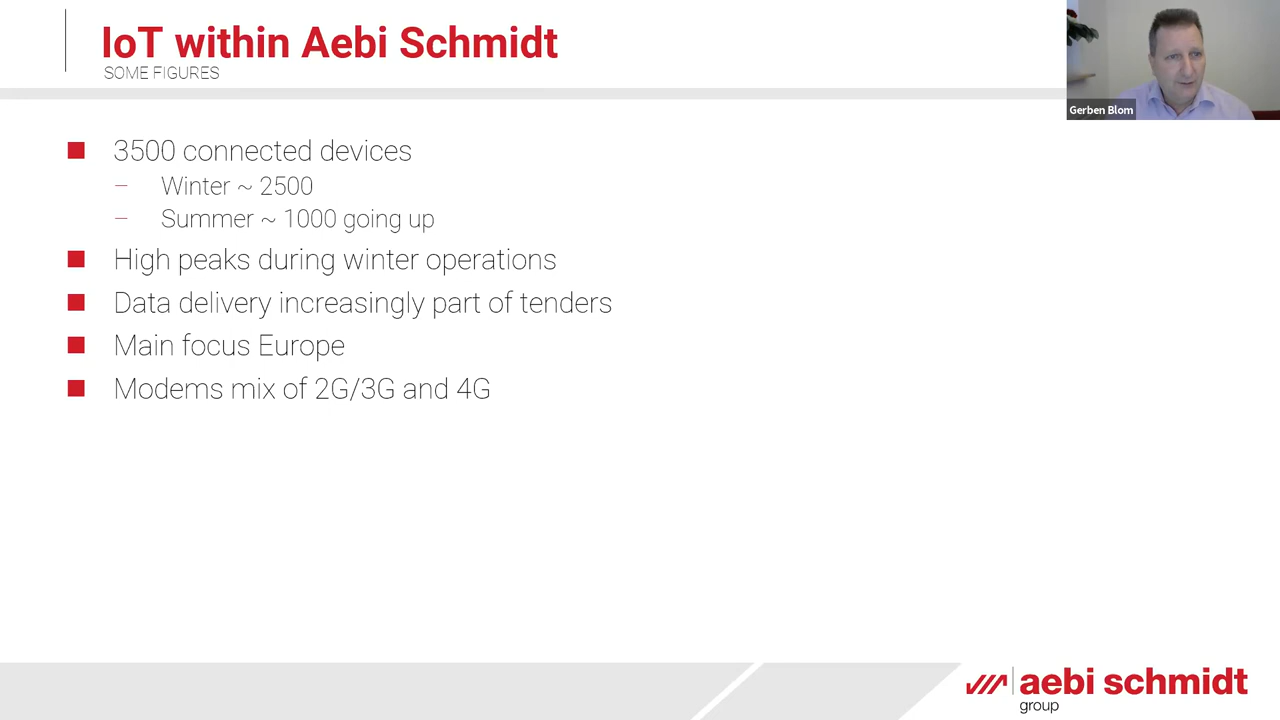 IoT within Aebi Schmidt
SOME FIGURES
Gerben Blom
3500 connected devices
– Winter ~ 2500
– Summer ~ 1000 going up
High peaks during winter operations
Data delivery increasingly part of tenders
Main focus Europe
Modems mix of 2G/3G and 4G
aebi schmidt
group